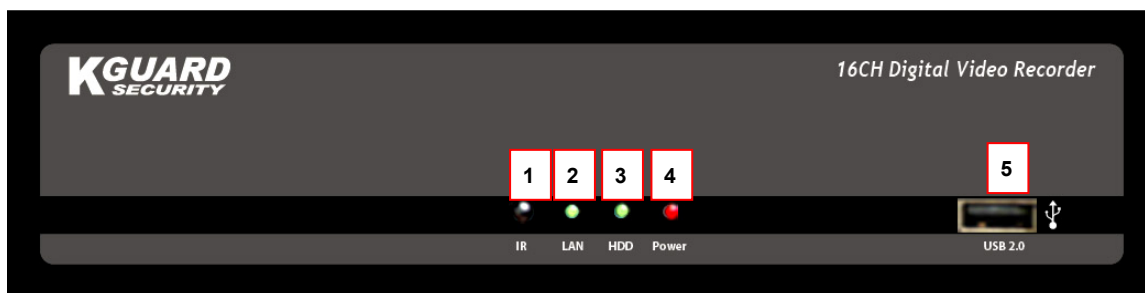 KGUARD
SECURITY
16CH Digital Video Recorder
1 2 3 4 5
IR LAN HDD Power USB 2.0